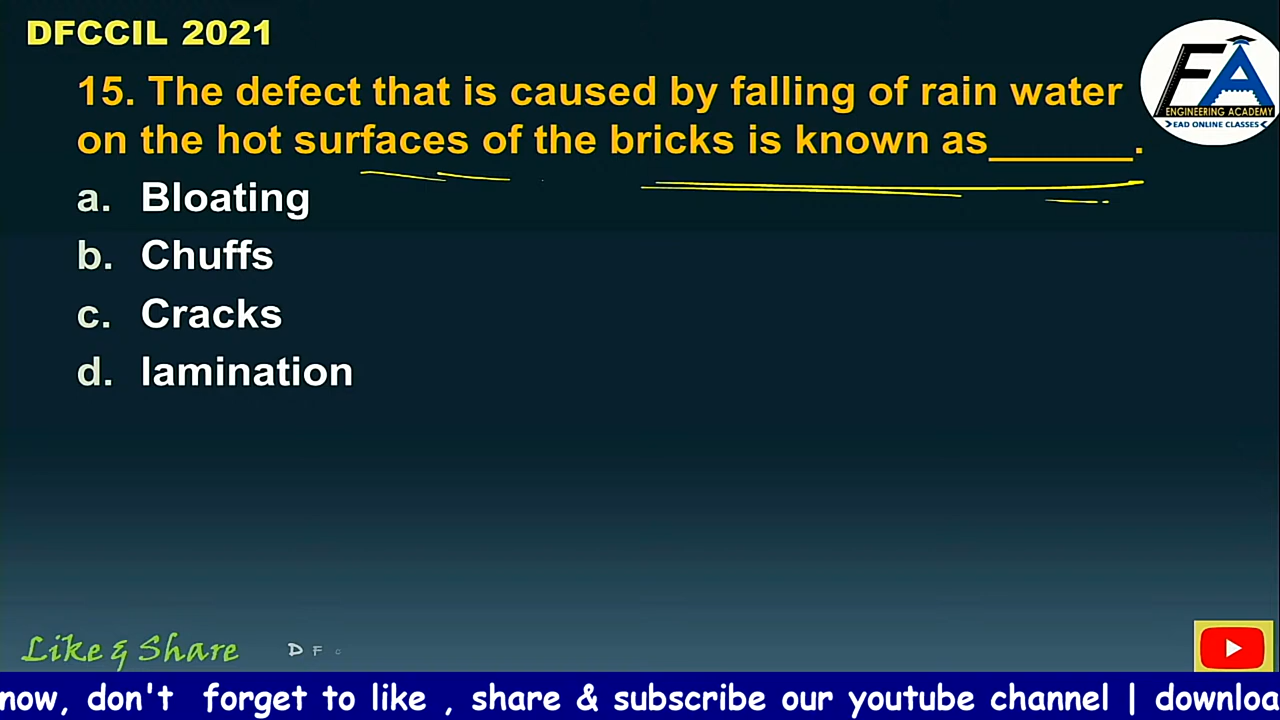 DFCCIL 2021
15. The defect that is caused by falling of rain water
on the hot surfaces of the bricks is known as______.
a. Bloating
b. Chuffs
c. Cracks
d. lamination
FA
ENGINEERING ACADEMY
EAD ONLINE CLASSES
Like & Share
D F
now, don't forget to like , share & subscribe our youtube channel | downloa